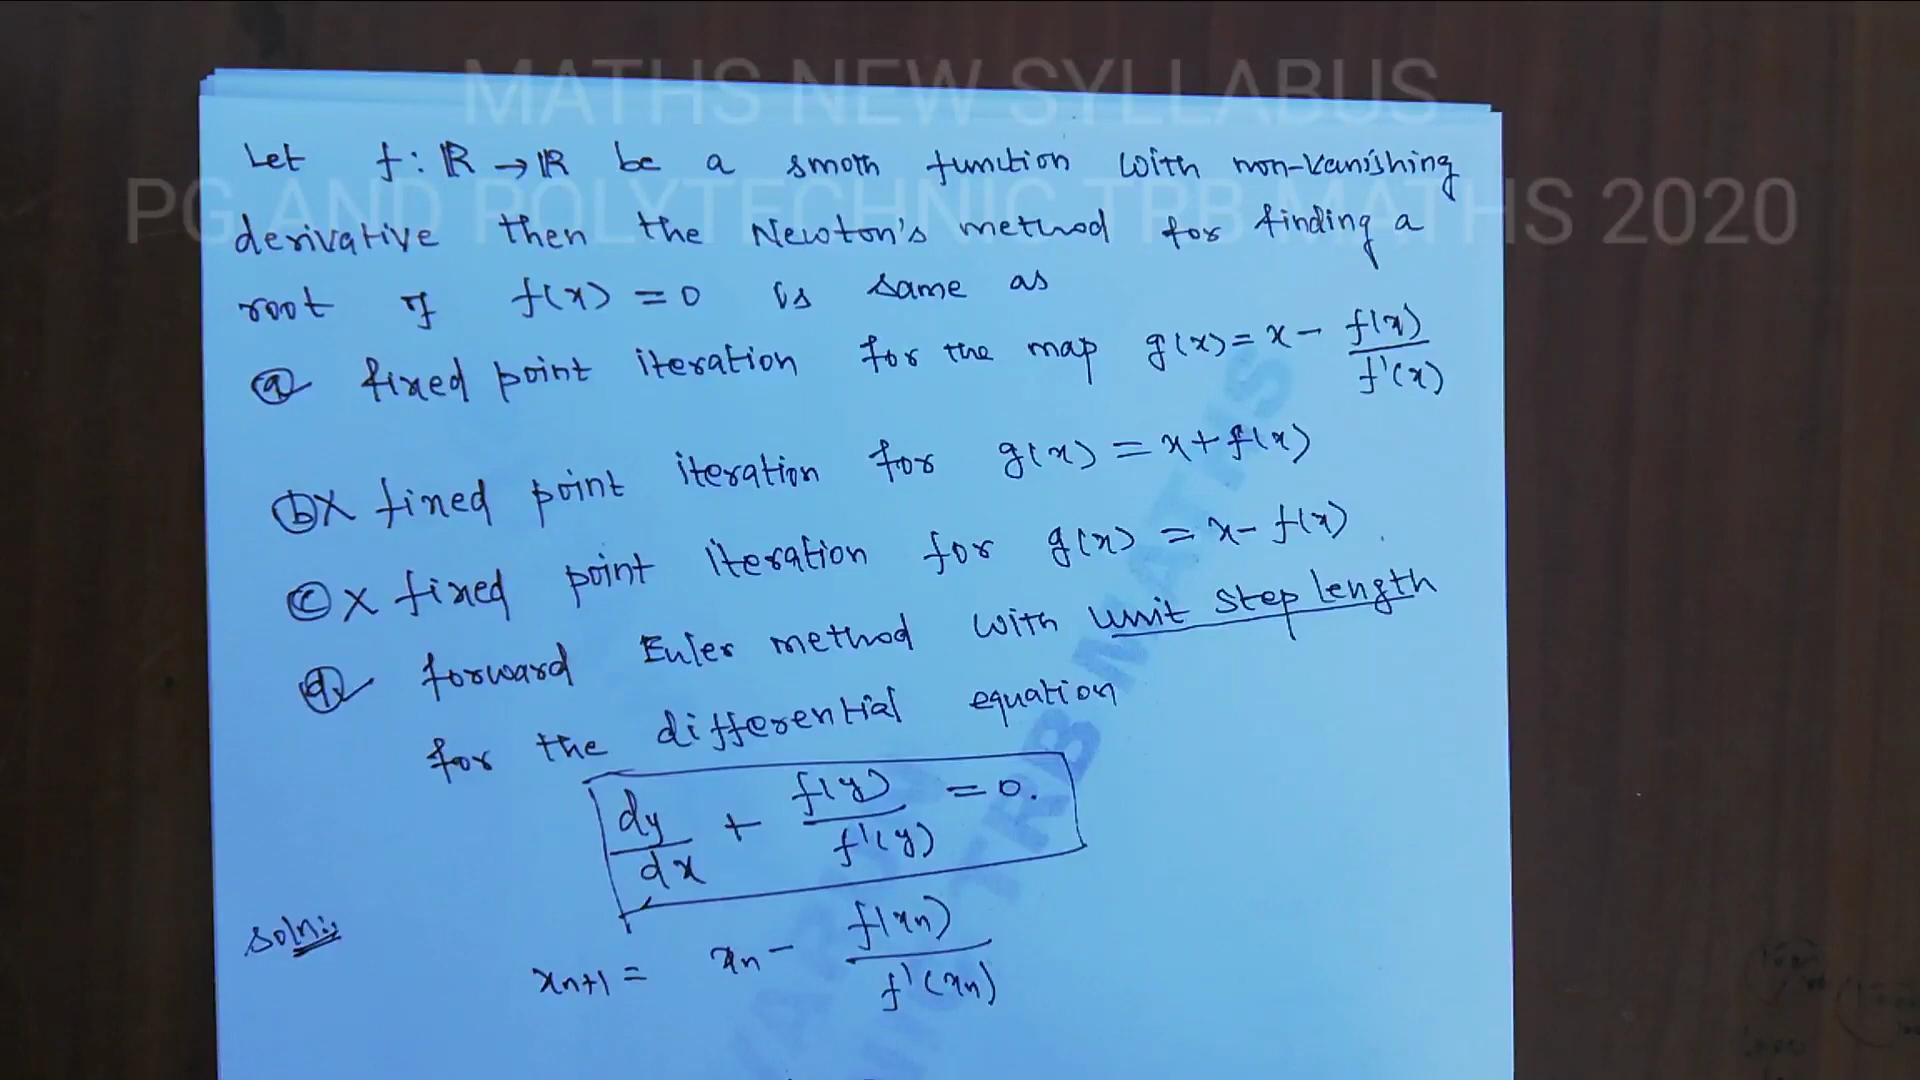 MATHS NEW SYLLABUS
PG AND POLYTECHNIC TRB MATHS 2020
Let f : ℝ → ℝ be a smoth function with non-vanishing
derivative then the Newton's method for finding a
root of f(x) = 0 is same as
ⓐ fixed point iteration for the map g(x) = x - f(x)/f'(x)
ⓑ X fixed point iteration for g(x) = x + f(x)
ⓒ X fixed point iteration for g(x) = x - f(x).
ⓓ forward Euler method with unit step length
for the differential equation
dy/dx + f(y)/f'(y) = 0.
soln:
xn+1 = xn - f(xn)/f'(xn)
TRB MATHS